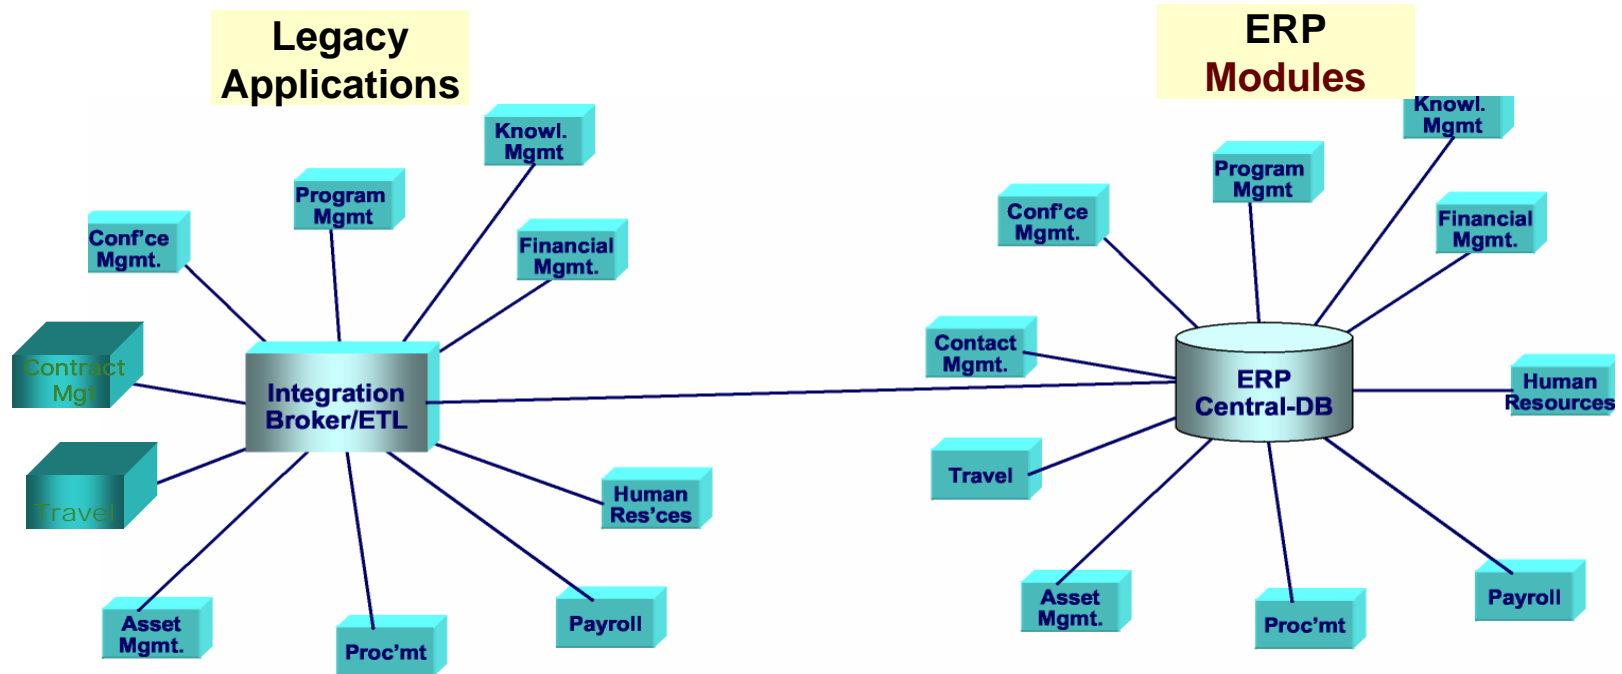 Legacy
Applications
ERP
Modules
Knowl.
Mgmt
Program
Mgmt
Conf'ce
Mgmt.
Financial
Mgmt.
Contract
Mgt
Integration
Broker/ETL
Travel
Human
Res'ces
Asset
Mgmt.
Proc'mt
Payroll
Knowl.
Mgmt
Program
Mgmt
Conf'ce
Mgmt.
Financial
Mgmt.
Contact
Mgmt.
ERP
Central-DB
Human
Resources
Travel
Asset
Mgmt.
Proc'mt
Payroll